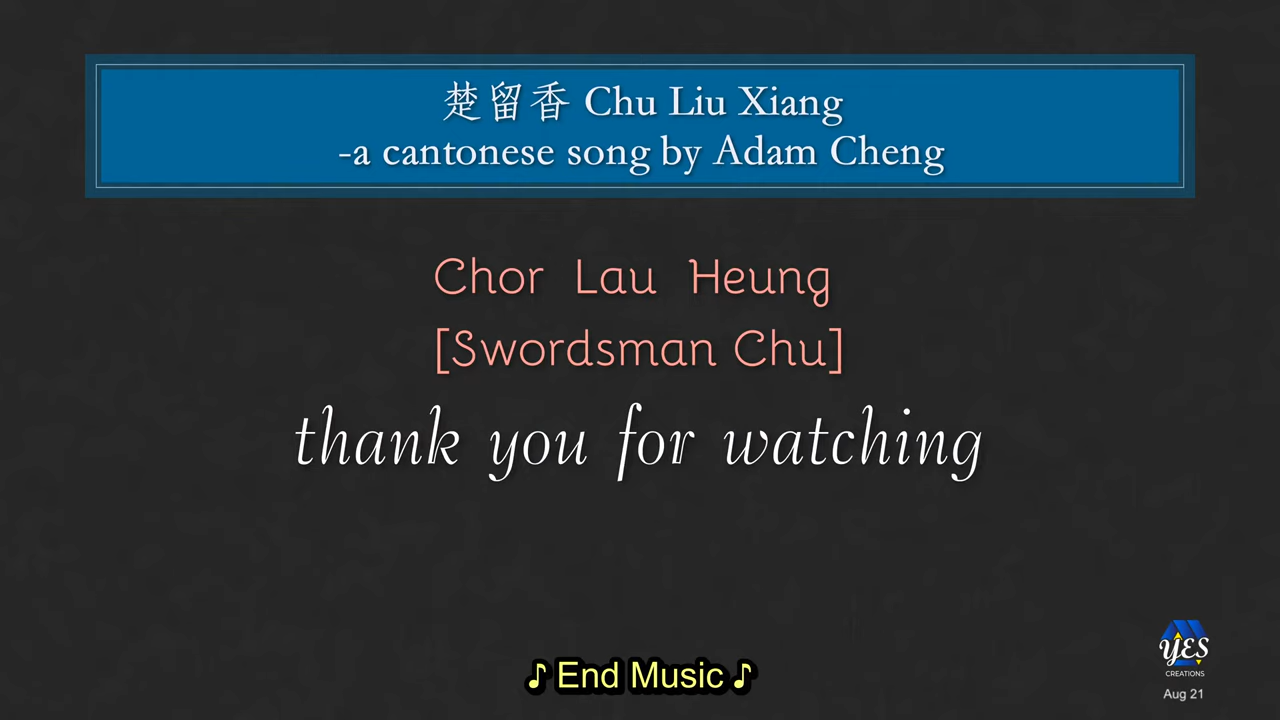 楚留香 Chu Liu Xiang
-a cantonese song by Adam Cheng
Chor Lau Heung
[Swordsman Chu]
thank you for watching
YES
CREATIONS
Aug 21
♪ End Music ♪